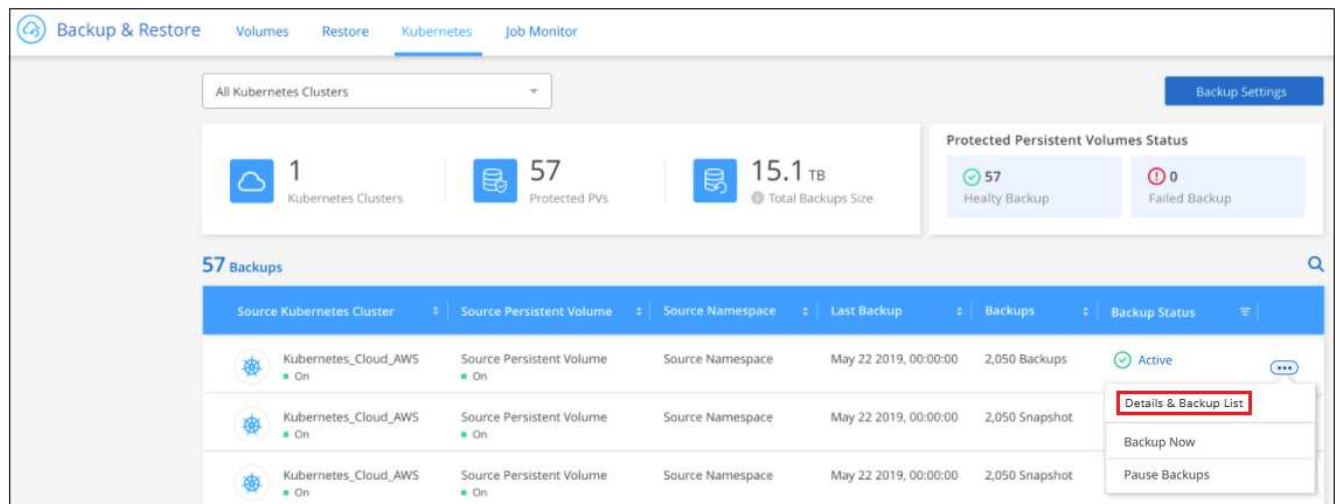 Backup & Restore Volumes Restore Kubernetes Job Monitor
All Kubernetes Clusters
Backup Settings
1
Kubernetes Clusters
57
Protected PVs
15.1 TB
Total Backups Size
Protected Persistent Volumes Status
57
Healty Backup
0
Failed Backup
57 Backups
Source Kubernetes Cluster Source Persistent Volume Source Namespace Last Backup Backups Backup Status
Kubernetes_Cloud_AWS Source Persistent Volume Source Namespace May 22 2019, 00:00:00 2,050 Backups Active
On On
Details & Backup List
Kubernetes_Cloud_AWS Source Persistent Volume Source Namespace May 22 2019, 00:00:00 2,050 Snapshot
On On
Backup Now
Kubernetes_Cloud_AWS Source Persistent Volume Source Namespace May 22 2019, 00:00:00 2,050 Snapshot
Pause Backups
On On